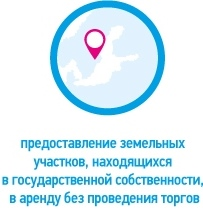 предоставление земельных
участков, находящихся
в государственной собственности,
в аренду без проведения торгов